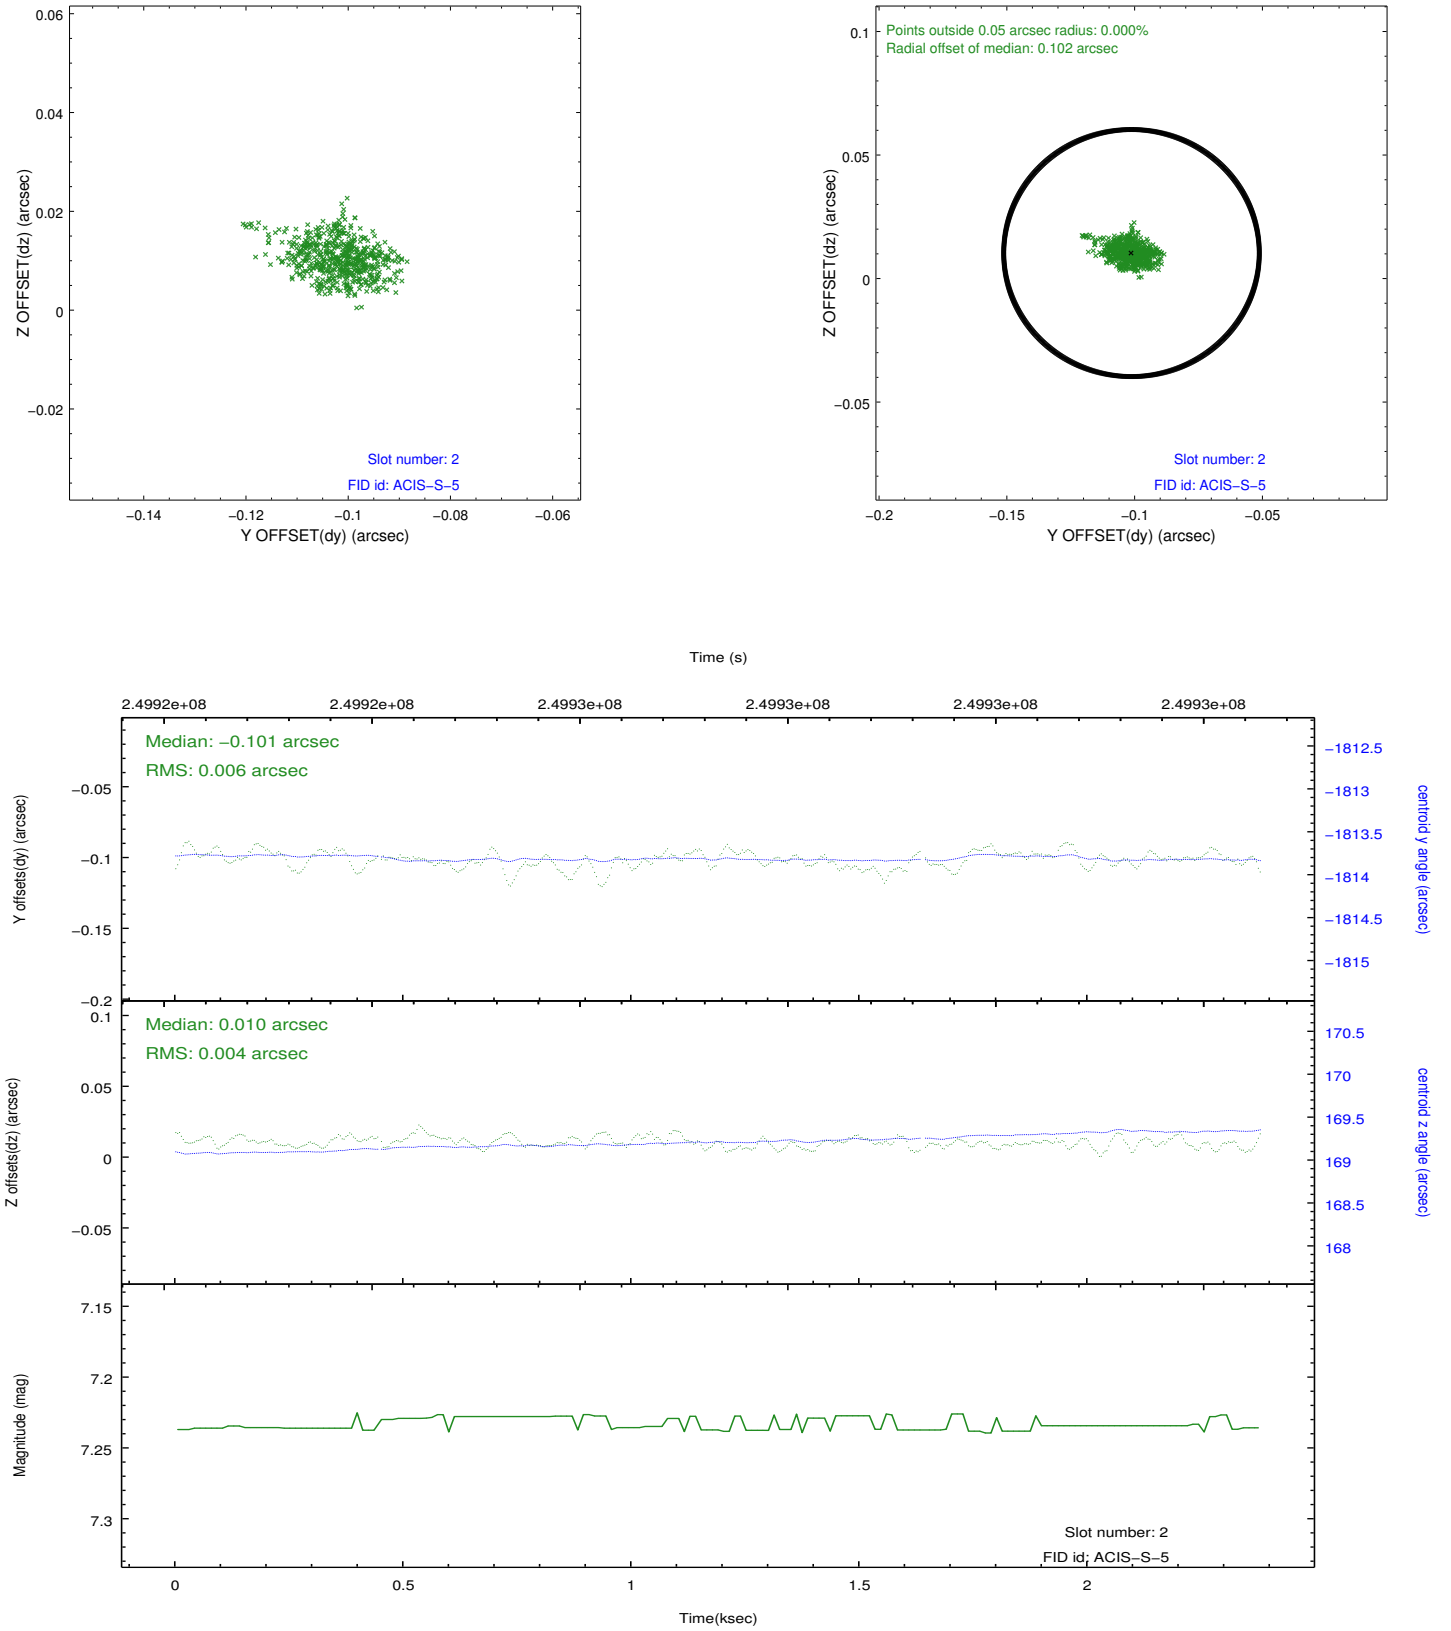 0.06
0.04
0.02
0
−0.02
Z OFFSET(dz) (arcsec)
Slot number: 2
FID id: ACIS−S−5
−0.14
−0.12
−0.1
−0.08
−0.06
Y OFFSET(dy) (arcsec)
Points outside 0.05 arcsec radius: 0.000%
Radial offset of median: 0.102 arcsec
0.1
0.05
0
−0.05
Z OFFSET(dz) (arcsec)
Slot number: 2
FID id: ACIS−S−5
−0.2
−0.15
−0.1
−0.05
Y OFFSET(dy) (arcsec)
Time (s)
2.4992e+08
2.4992e+08
2.4993e+08
2.4993e+08
2.4993e+08
2.4993e+08
Median: −0.101 arcsec
RMS: 0.006 arcsec
−0.05
−0.1
−0.15
−0.2
Y offsets(dy) (arcsec)
−1812.5
−1813
−1813.5
−1814
−1814.5
−1815
centroid y angle (arcsec)
Median: 0.010 arcsec
RMS: 0.004 arcsec
0.1
0.05
0
−0.05
Z offsets(dz) (arcsec)
170.5
170
169.5
169
168.5
168
centroid z angle (arcsec)
7.15
7.2
7.25
7.3
Magnitude (mag)
Slot number: 2
FID id: ACIS−S−5
0
0.5
1
1.5
2
Time(ksec)